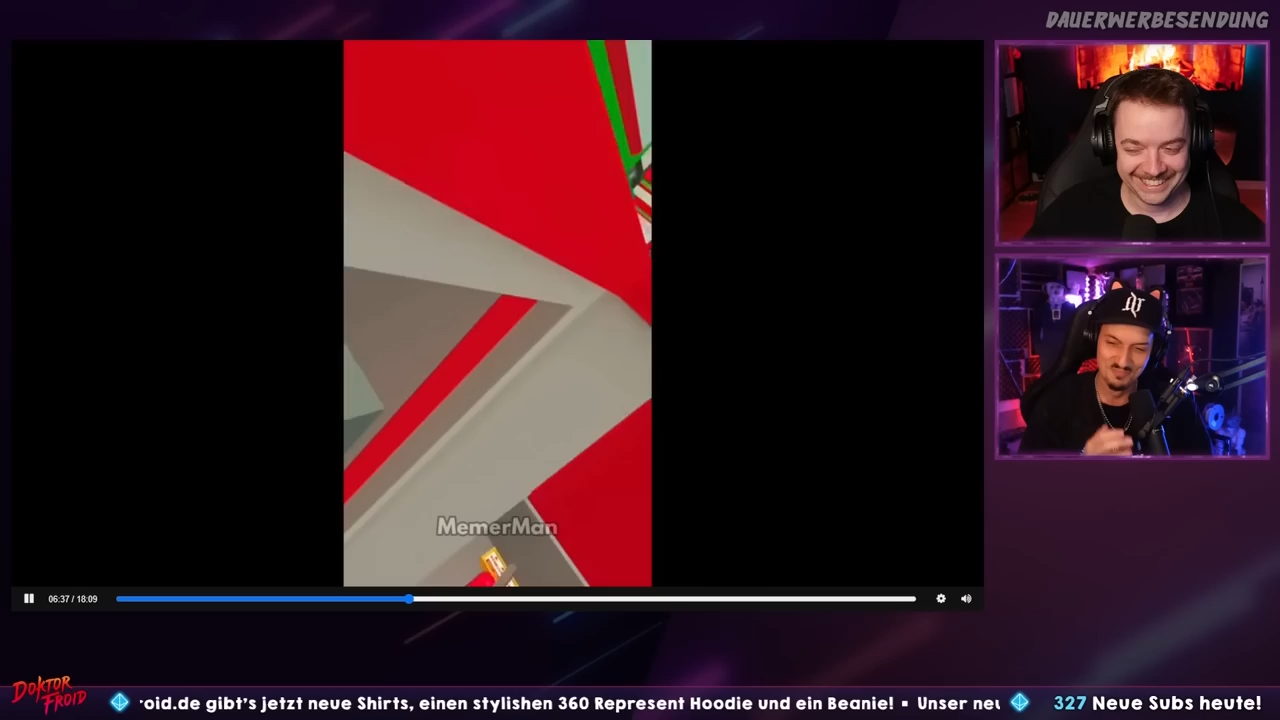 DAUERWERBESENDUNG
MemerMan
06:37 / 18:09
DOKTOR
FROID
roid.de gibt's jetzt neue Shirts, einen stylishen 360 Represent Hoodie und ein Beanie! ▪ Unser neu
327 Neue Subs heute!